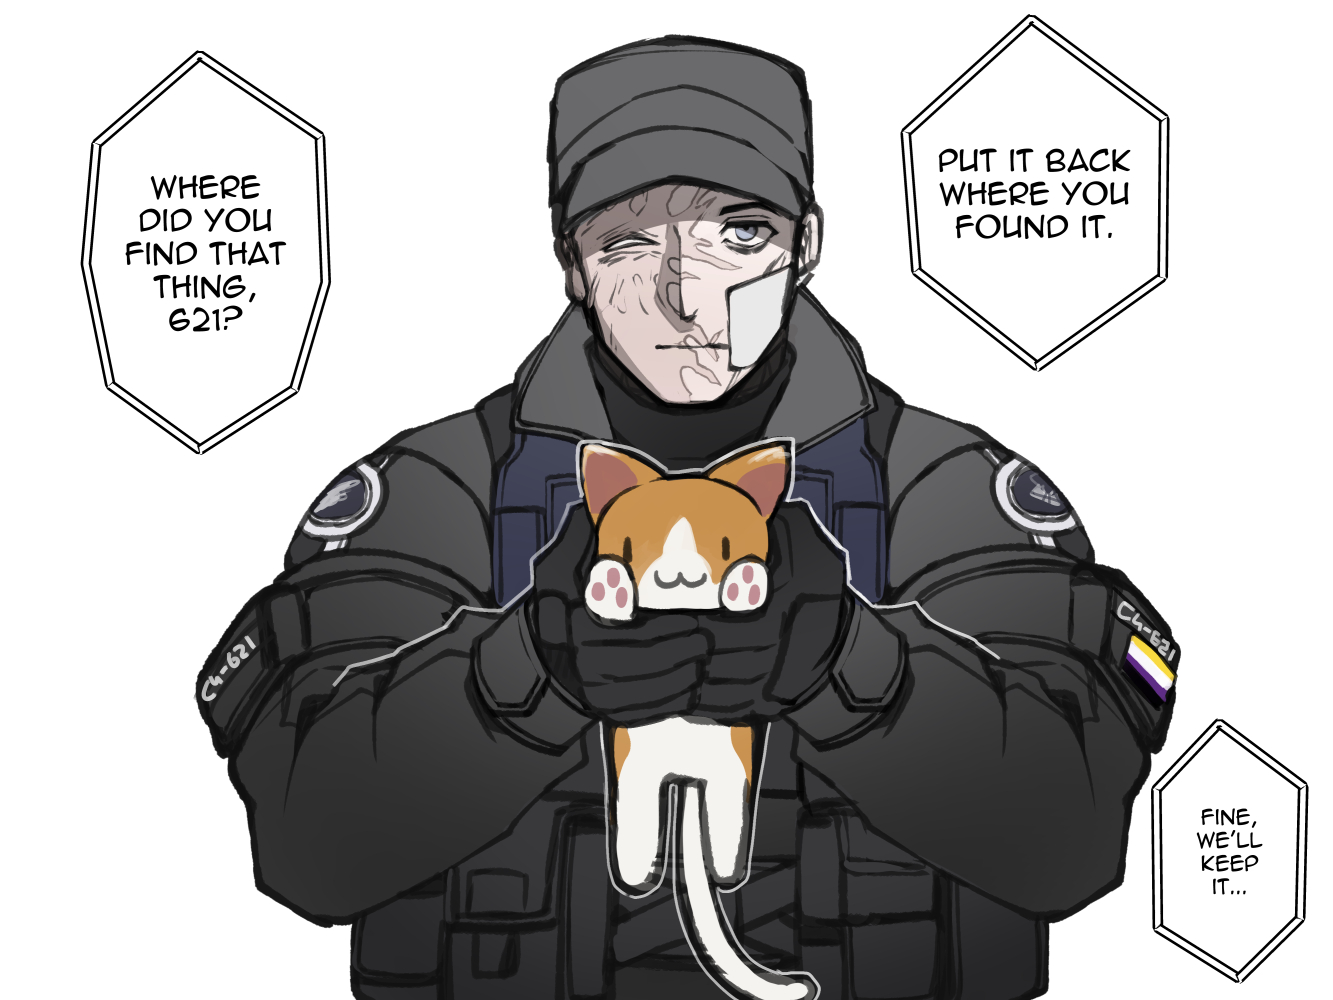 WHERE
DID YOU
FIND THAT
THING,
621?
PUT IT BACK
WHERE YOU
FOUND IT.
C4-621
C4-621
FINE,
WE'LL
KEEP
IT...